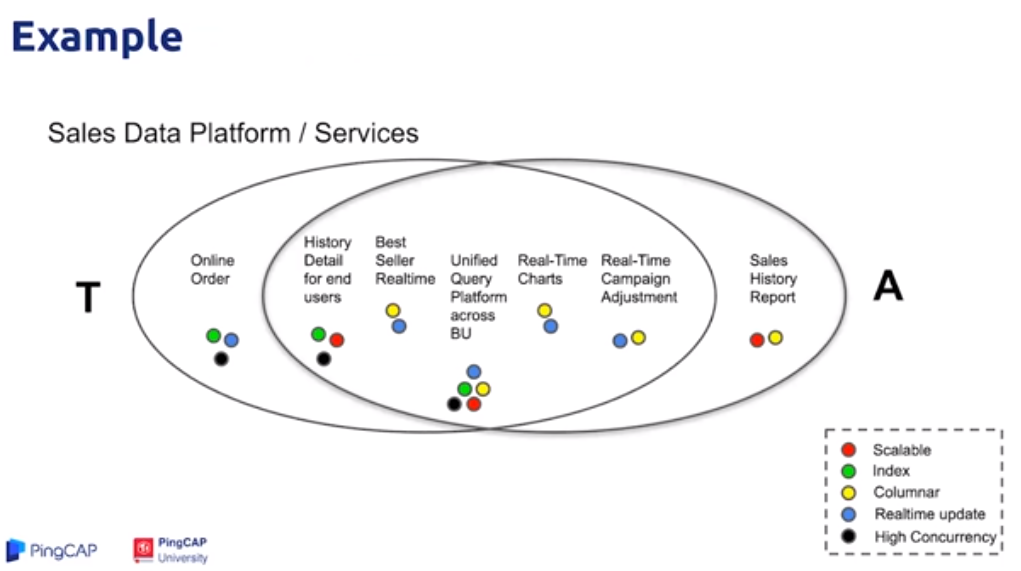 Example
Sales Data Platform / Services
T
Online
Order
History
Detail
for end
users
Best
Seller
Realtime
Unified
Query
Platform
across
BU
Real-Time
Charts
Real-Time
Campaign
Adjustment
Sales
History
Report
A
Scalable
Index
Columnar
Realtime update
High Concurrency
PingCAP
PingCAP
University